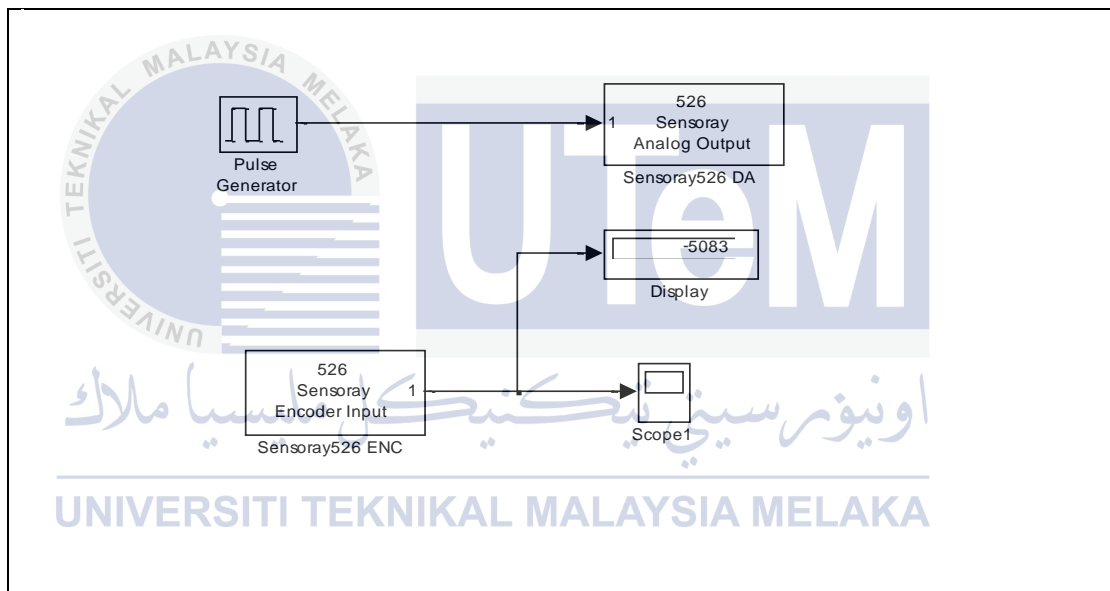 UNIVERSITI TEKNIKAL MALAYSIA MELAKA
UTeM
Pulse
Generator
526
Sensoray
Analog Output
1
Sensoray526 DA
-5083
Display
526
Sensoray
Encoder Input
1
Sensoray526 ENC
Scope1
اونيۏرسيتي تيكنيكل مليسيا ملاك
UNIVERSITI TEKNIKAL MALAYSIA MELAKA